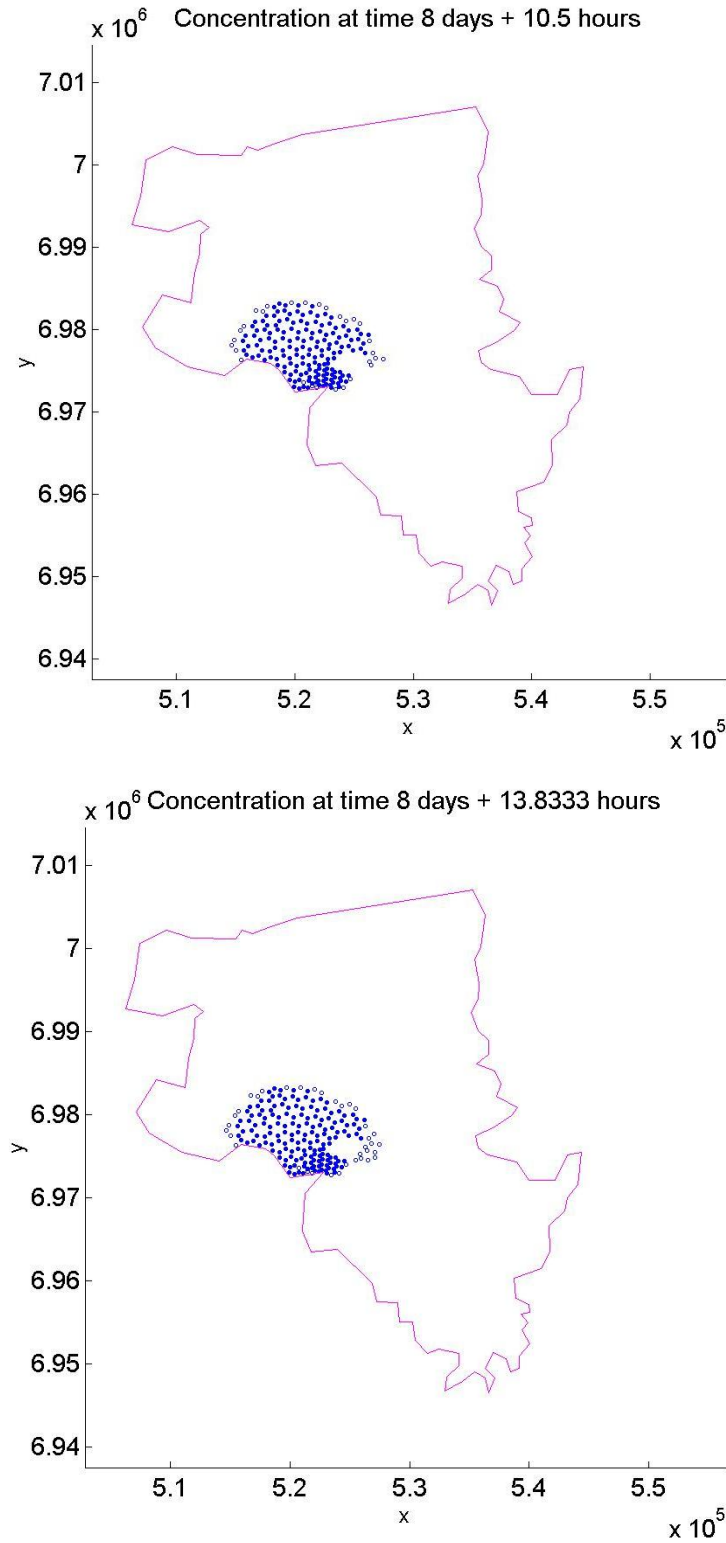 x 10^6 Concentration at time 8 days + 10.5 hours
7.01
7
6.99
6.98
y
6.97
6.96
6.95
6.94
5.1 5.2 5.3 5.4 5.5
x
x 10^5
x 10^6 Concentration at time 8 days + 13.8333 hours
7.01
7
6.99
6.98
y
6.97
6.96
6.95
6.94
5.1 5.2 5.3 5.4 5.5
x
x 10^5